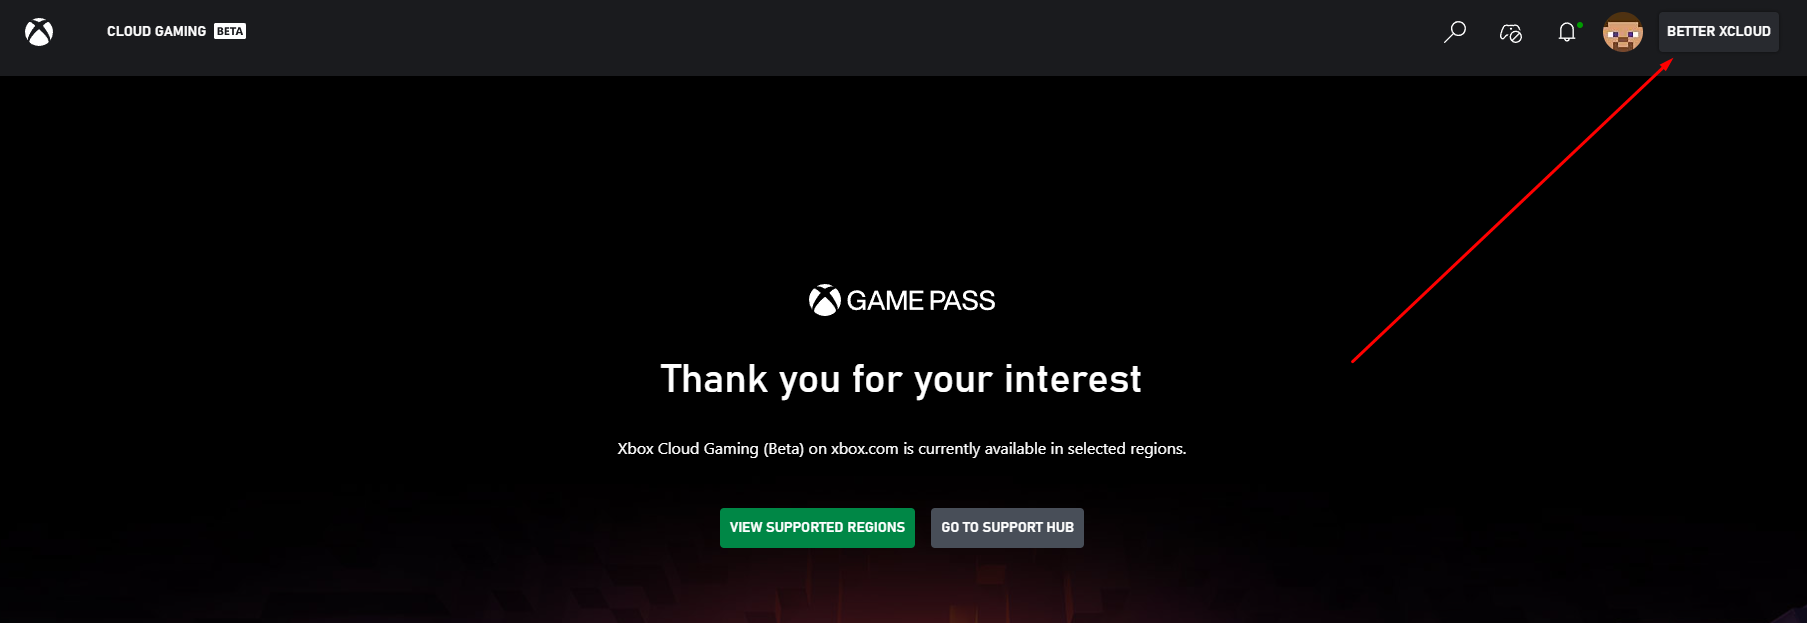 CLOUD GAMING BETA
BETTER XCLOUD
GAME PASS
Thank you for your interest
Xbox Cloud Gaming (Beta) on xbox.com is currently available in selected regions.
VIEW SUPPORTED REGIONS
GO TO SUPPORT HUB